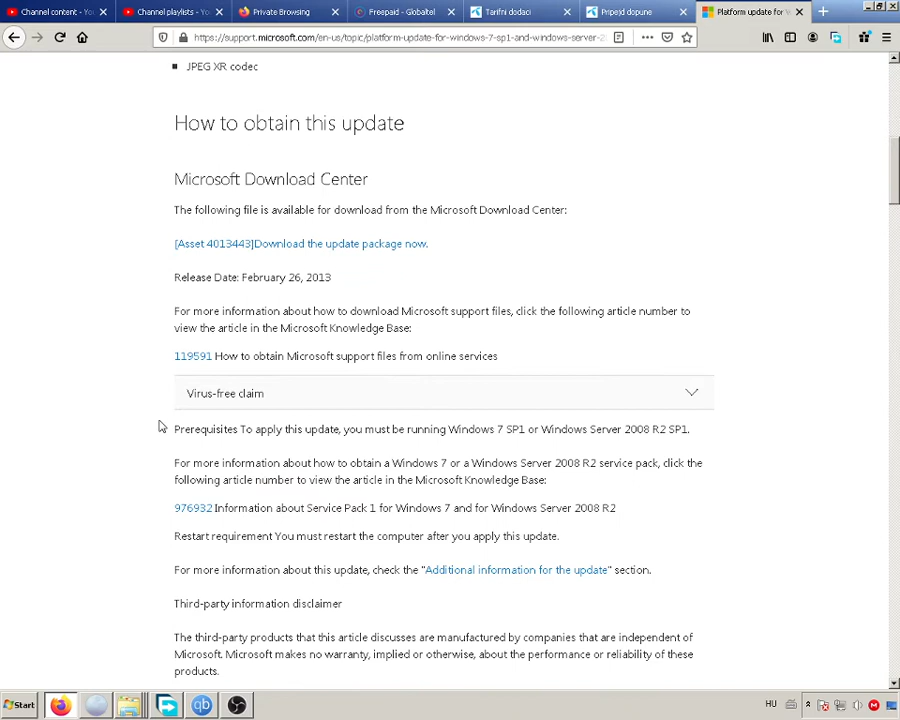 Channel content - Yo
Channel playlists - Yo
Private Browsing
Freepaid - Globaltel
Tarifni dodaci
Pripejd dopune
Platform update for W
https://support.microsoft.com/en-us/topic/platform-update-for-windows-7-sp1-and-windows-server-2
JPEG XR codec
How to obtain this update
Microsoft Download Center
The following file is available for download from the Microsoft Download Center:
[Asset 4013443]Download the update package now.
Release Date: February 26, 2013
For more information about how to download Microsoft support files, click the following article number to
view the article in the Microsoft Knowledge Base:
119591 How to obtain Microsoft support files from online services
Virus-free claim
Prerequisites To apply this update, you must be running Windows 7 SP1 or Windows Server 2008 R2 SP1.
For more information about how to obtain a Windows 7 or a Windows Server 2008 R2 service pack, click the
following article number to view the article in the Microsoft Knowledge Base:
976932 Information about Service Pack 1 for Windows 7 and for Windows Server 2008 R2
Restart requirement You must restart the computer after you apply this update.
For more information about this update, check the "Additional information for the update" section.
Third-party information disclaimer
The third-party products that this article discusses are manufactured by companies that are independent of
Microsoft. Microsoft makes no warranty, implied or otherwise, about the performance or reliability of these
products.
Start
qb
HU